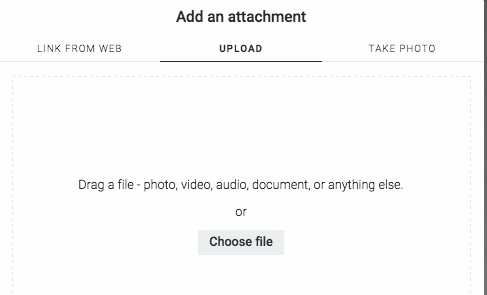 Add an attachment
LINK FROM WEB UPLOAD TAKE PHOTO
Drag a file - photo, video, audio, document, or anything else.
or
Choose file